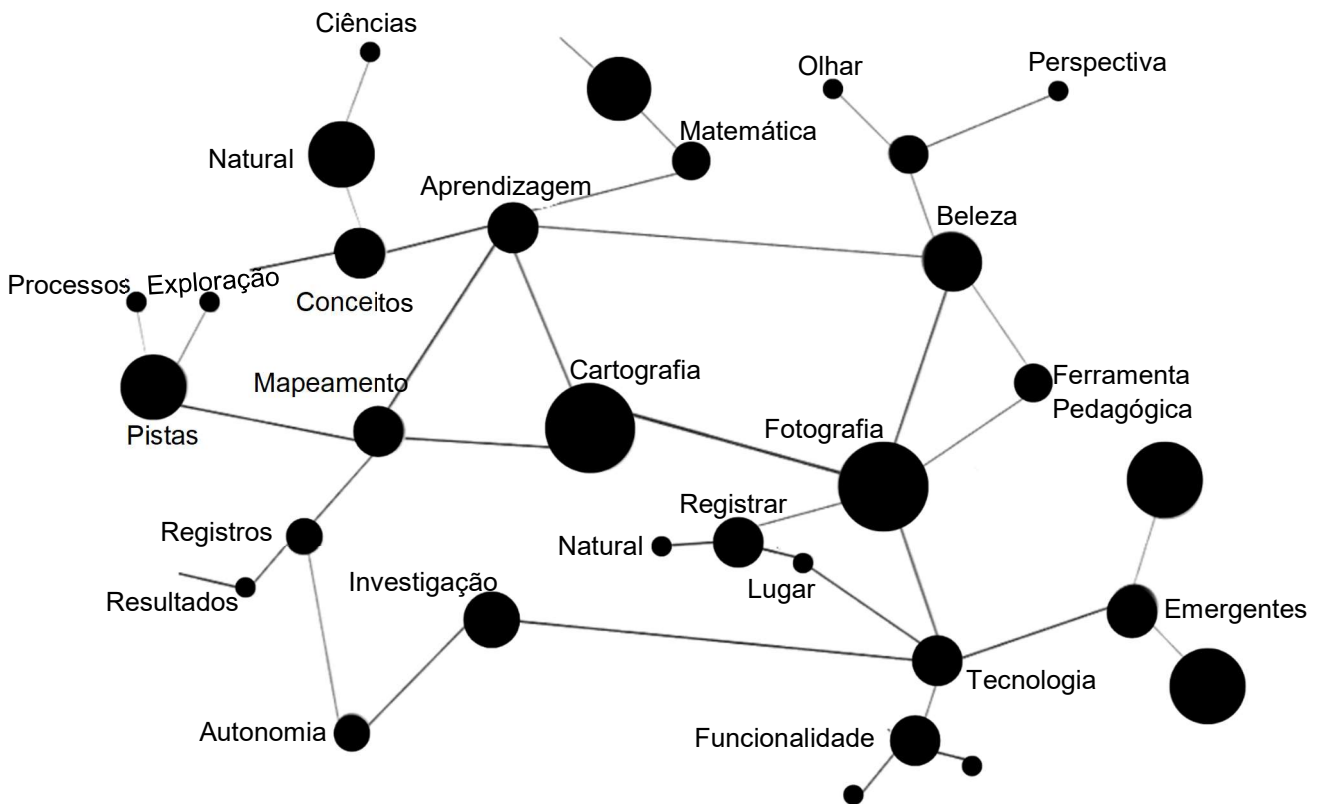 Ciências
Olhar
Perspectiva
Matemática
Natural
Aprendizagem
Beleza
Processos
Exploração
Conceitos
Mapeamento
Cartografia
Ferramenta
Pedagógica
Pistas
Fotografia
Registrar
Registros
Natural
Investigação
Lugar
Resultados
Emergentes
Tecnologia
Autonomia
Funcionalidade